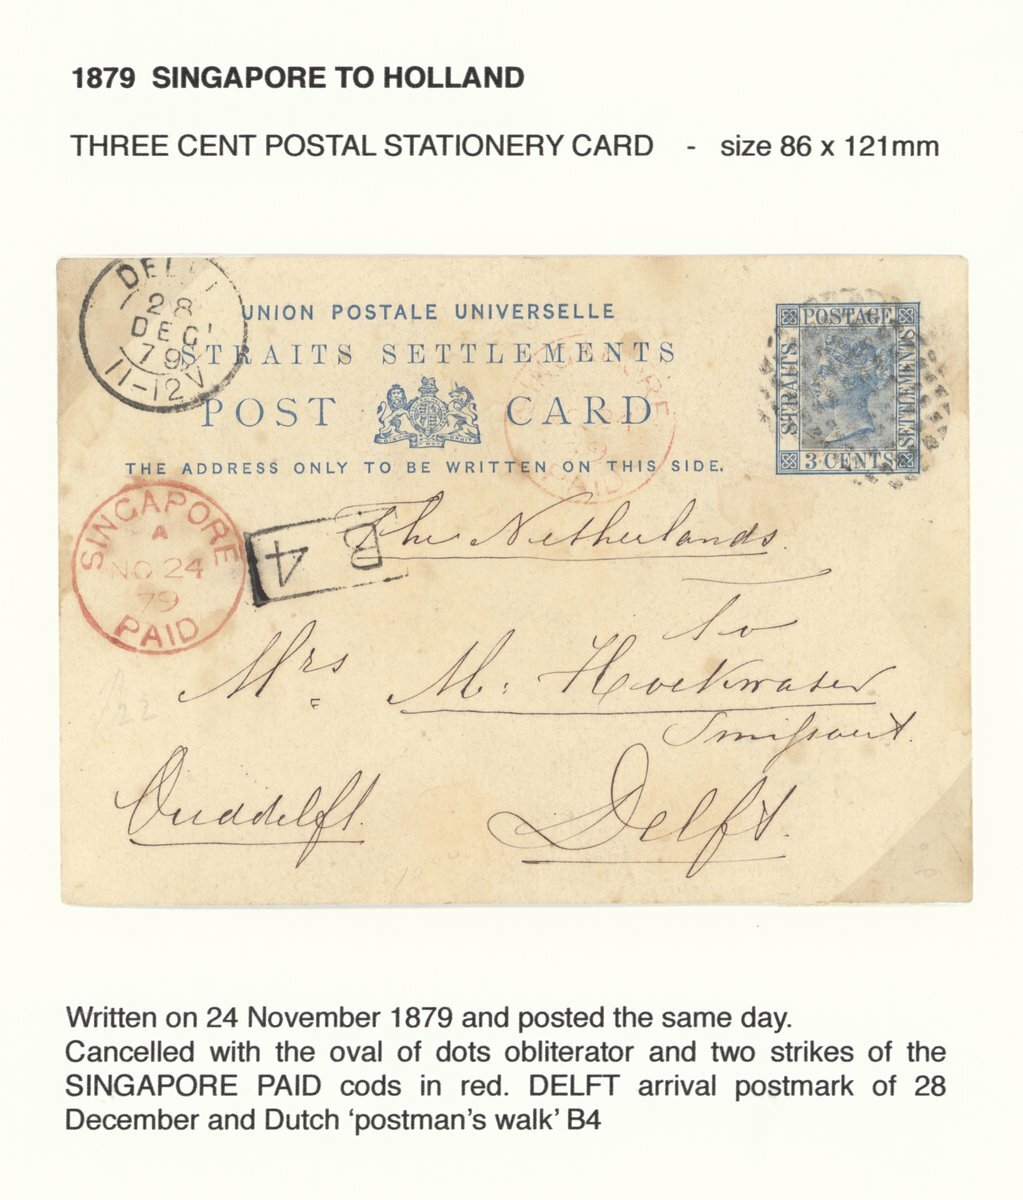 1879 SINGAPORE TO HOLLAND
THREE CENT POSTAL STATIONERY CARD - size 86 x 121mm
DELFT
28
DEC
79
11-12V
UNION POSTALE UNIVERSELLE
STRAITS SETTLEMENTS
POST CARD
THE ADDRESS ONLY TO BE WRITTEN ON THIS SIDE.
POSTAGE
STRAITS
SETTLEMENTS
3 CENTS
SINGAPORE
A
NO 24
79
PAID
B 4
The Netherlands.
To
Mrs M. Hoekwater
Ouddelft.
Delft.
Written on 24 November 1879 and posted the same day.
Cancelled with the oval of dots obliterator and two strikes of the
SINGAPORE PAID cods in red. DELFT arrival postmark of 28
December and Dutch ‘postman’s walk’ B4